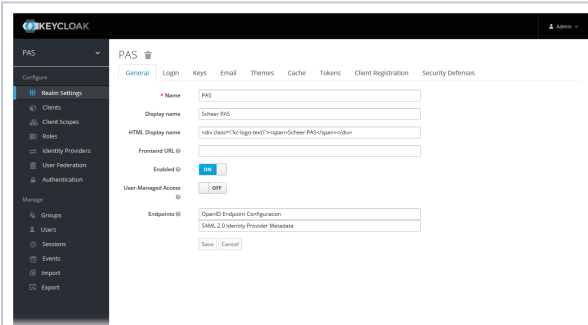 KEYCLOAK
Admin
PAS
PAS
General Login Keys Email Themes Cache Tokens Client Registration Security Defenses
Configure
Realm Settings
Clients
Client Scopes
Roles
Identity Providers
User Federation
Authentication
Manage
Groups
Users
Sessions
Events
Import
Export
* Name PAS
Display name Scheer PAS
HTML Display name <div class=\"kc-logo-text\"><span>Scheer PAS</span></div>
Frontend URL
Enabled ON
User-Managed Access OFF
Endpoints OpenID Endpoint Configuration
SAML 2.0 Identity Provider Metadata
Save Cancel